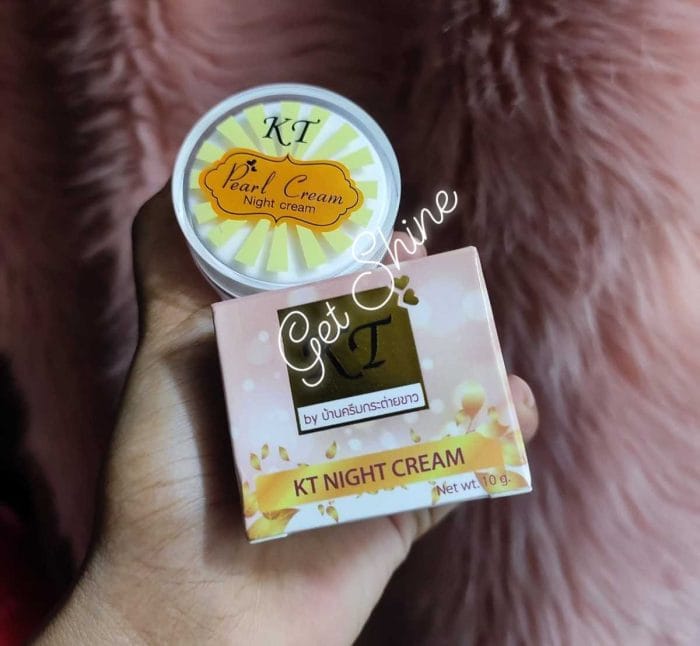 KT
Pearl Cream
Night cream
Get Shine
KT
by บ้านครีมกระต่ายขาว
KT NIGHT CREAM
Net wt. 10 g.